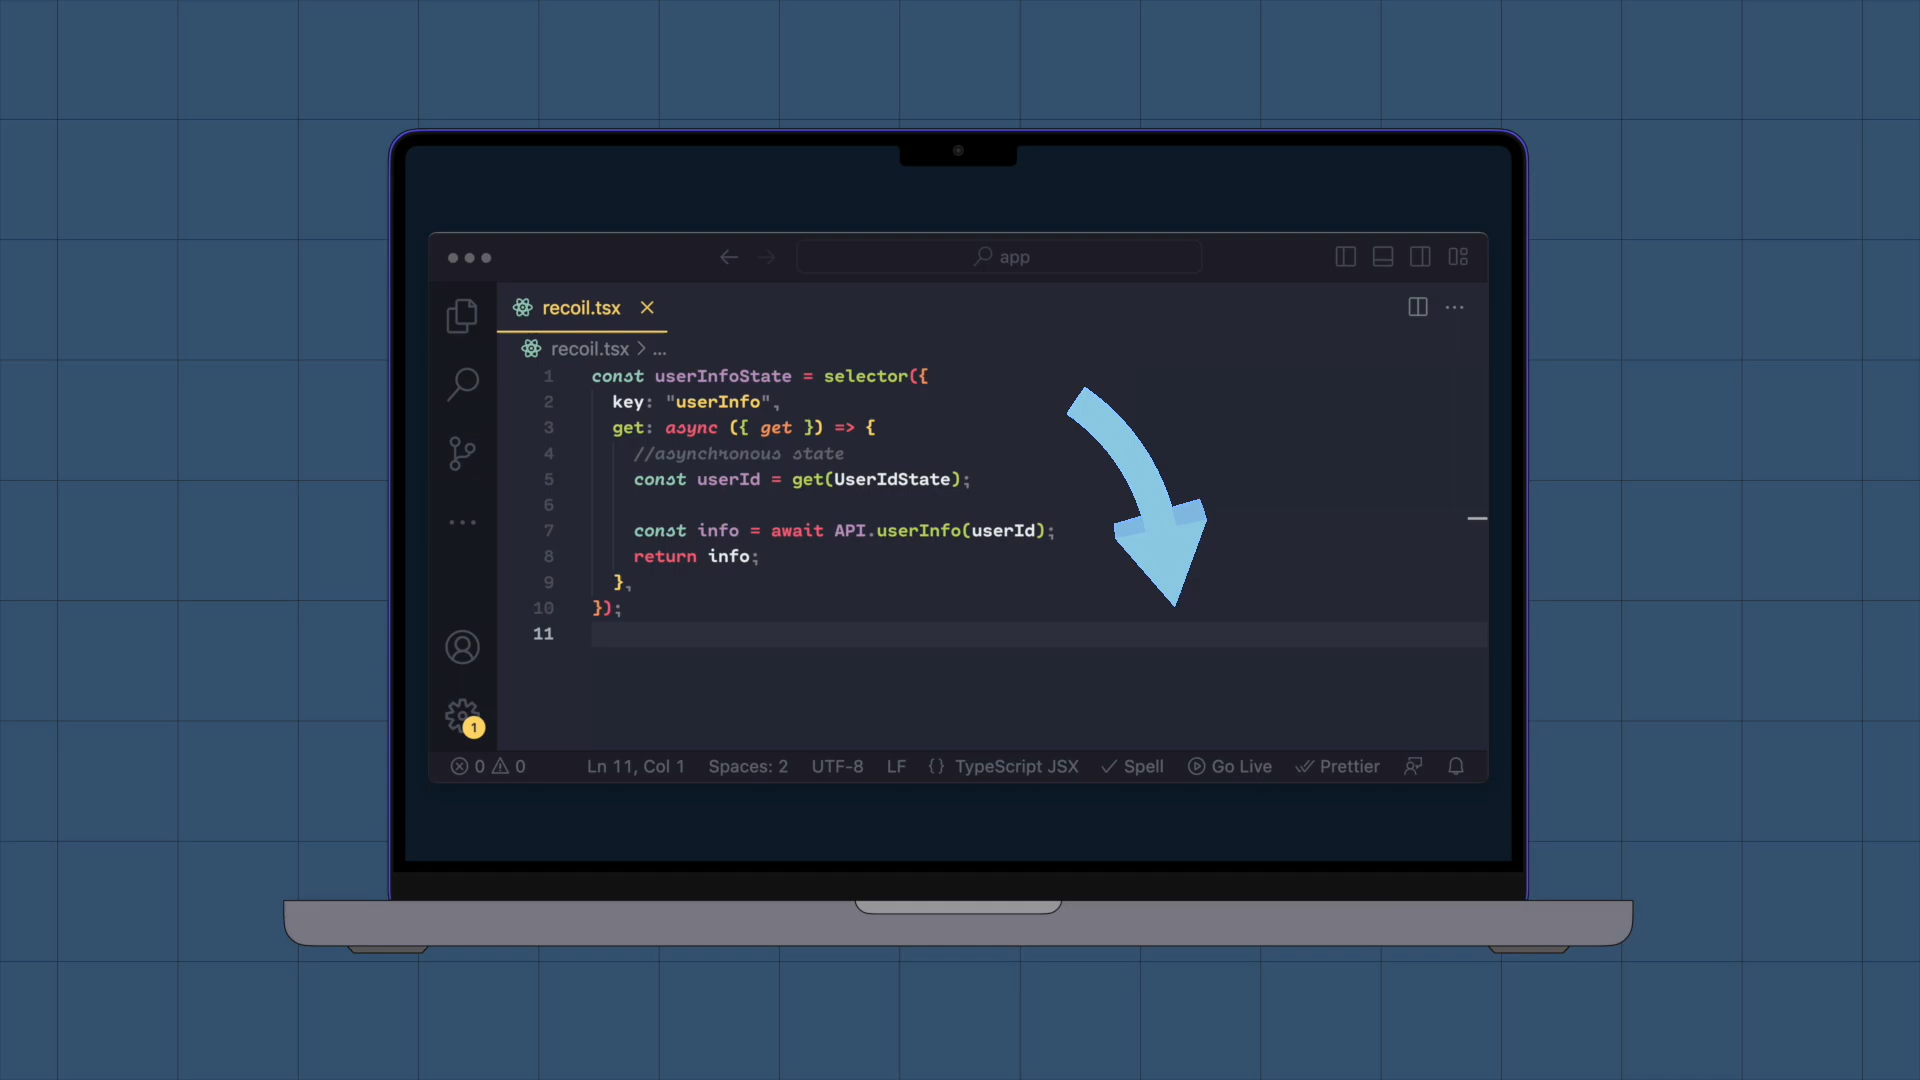 app
recoil.tsx
recoil.tsx > ...
1 const userInfoState = selector({
2 key: "userInfo",
3 get: async ({ get }) => {
4 //asynchronous state
5 const userId = get(UserIdState);
6
7 const info = await API.userInfo(userId);
8 return info;
9 },
10 });
11
1
0 0 Ln 11, Col 1 Spaces: 2 UTF-8 LF {} TypeScript JSX Spell Go Live Prettier